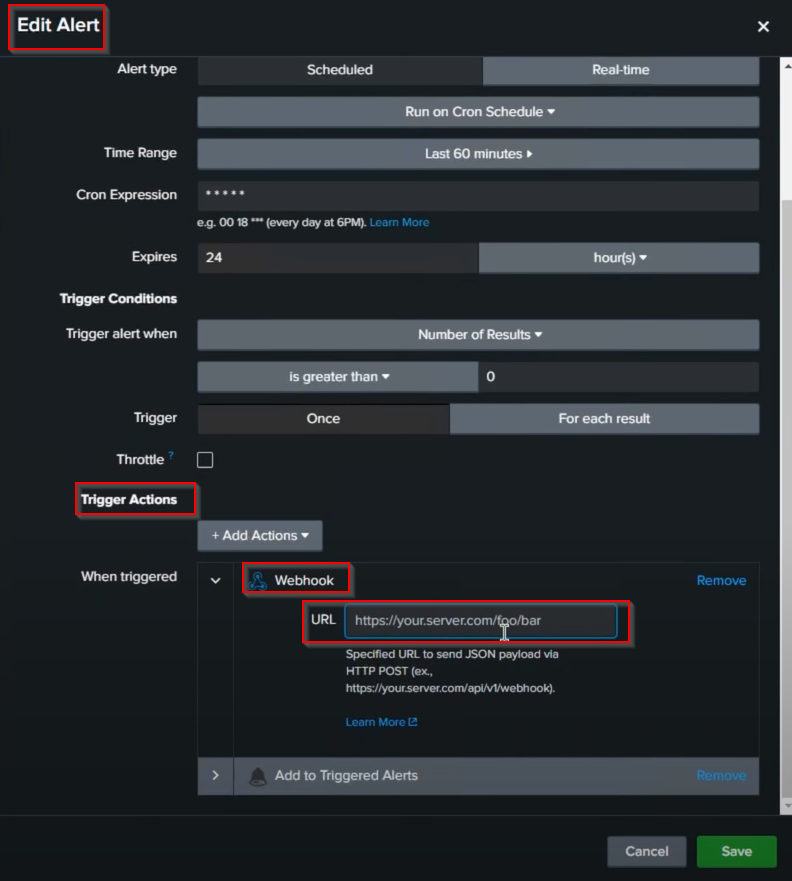 Edit Alert
Alert type Scheduled Real-time
Run on Cron Schedule
Time Range Last 60 minutes
Cron Expression * * * * *
e.g. 00 18 *** (every day at 6PM). Learn More
Expires 24 hour(s)
Trigger Conditions
Trigger alert when Number of Results
is greater than 0
Trigger Once For each result
Throttle ?
Trigger Actions
+ Add Actions
When triggered Webhook Remove
URL https://your.server.com/foo/bar
Specified URL to send JSON payload via
HTTP POST (ex.,
https://your.server.com/api/v1/webhook).
Learn More
Add to Triggered Alerts Remove
Cancel Save